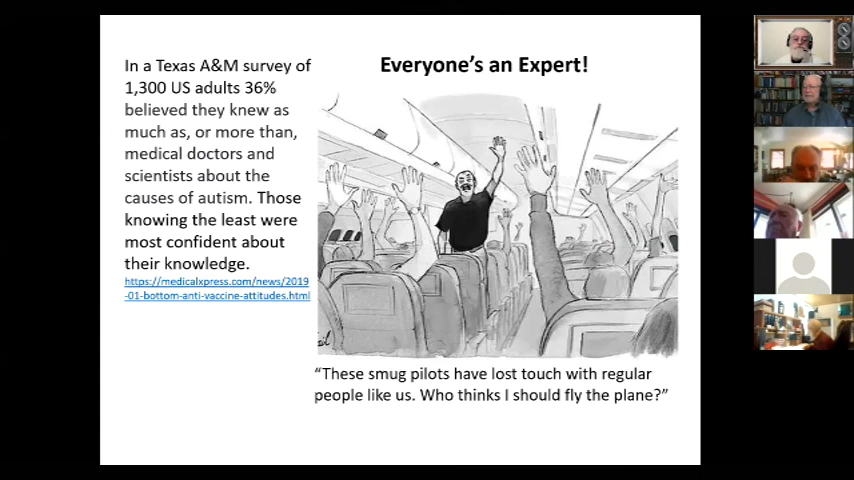 Everyone's an Expert!
In a Texas A&M survey of
1,300 US adults 36%
believed they knew as
much as, or more than,
medical doctors and
scientists about the
causes of autism. Those
knowing the least were
most confident about
their knowledge.
https://medicalxpress.com/news/2019
-01-bottom-anti-vaccine-attitudes.html
“These smug pilots have lost touch with regular
people like us. Who thinks I should fly the plane?”